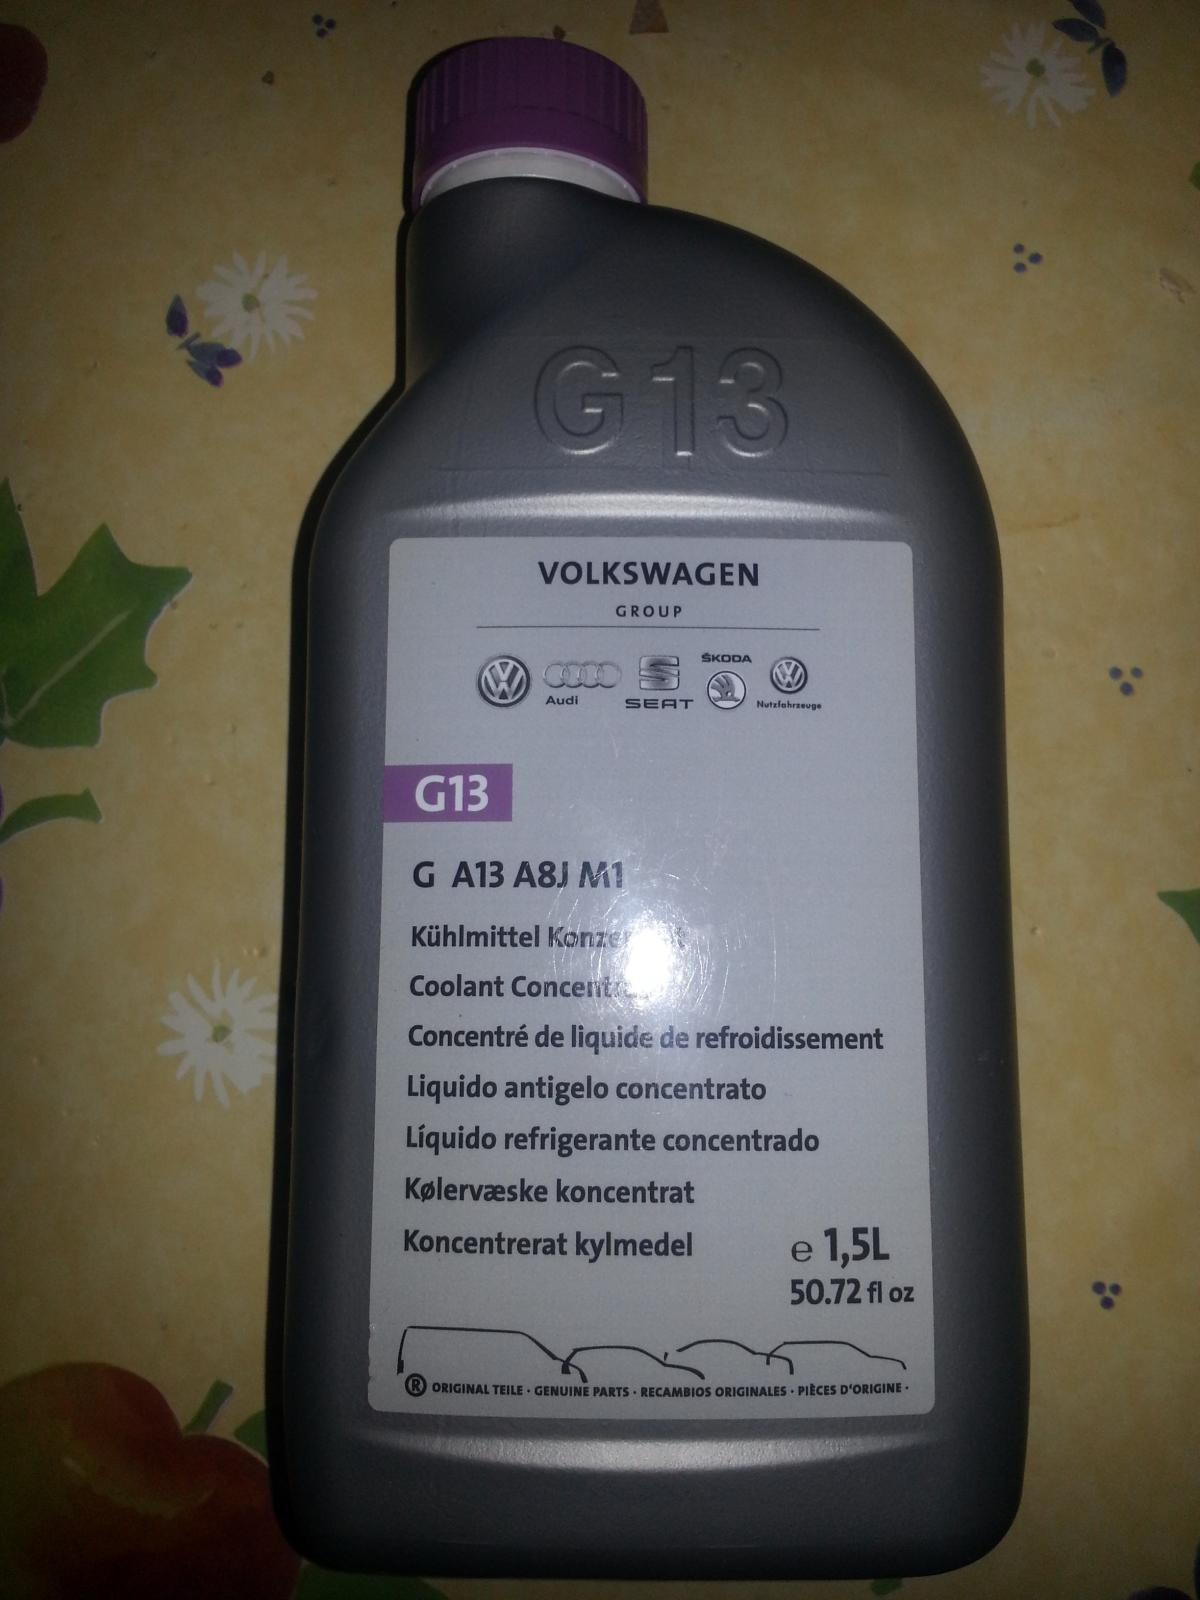 G13
VOLKSWAGEN
GROUP
Audi
SEAT
ŠKODA
Nutzfahrzeuge
G13
G A13 A8J M1
Kühlmittel
Coolant
Concentré de liquide de refroidissement
Liquido antigelo concentrato
Líquido refrigerante concentrado
Kølervæske koncentrat
Koncentrerat kylmedel
e 1,5L
50.72 fl oz
® ORIGINAL TEILE · GENUINE PARTS · RECAMBIOS ORIGINALES · PIÈCES D'ORIGINE ·